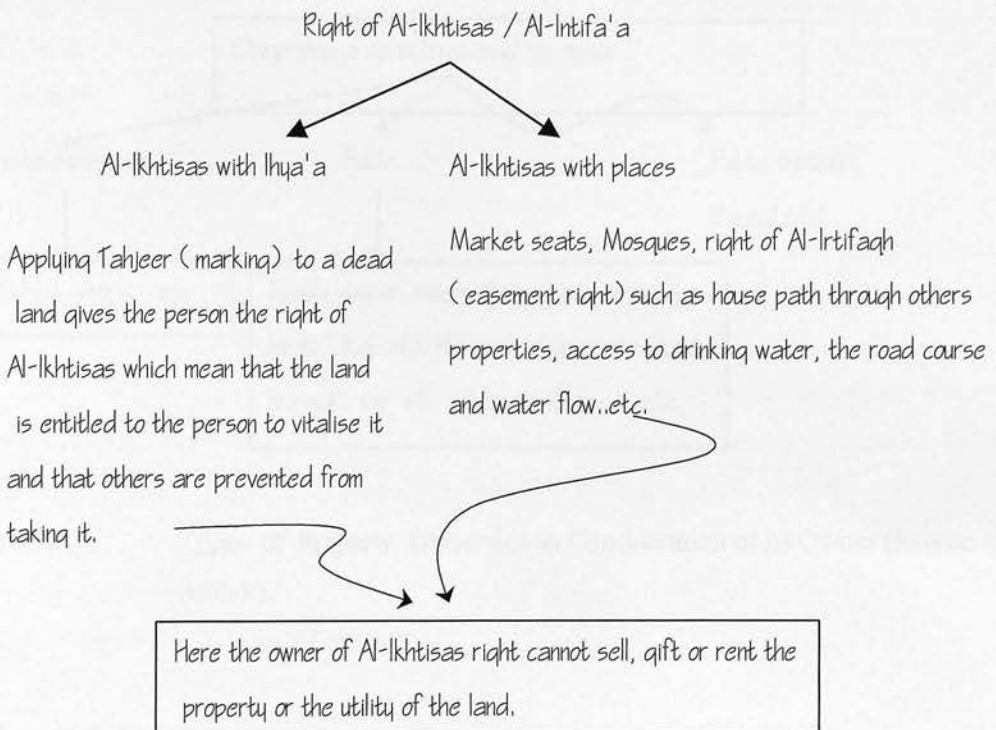 Right of Al-Ikhtisas / Al-Intifa'a
Al-Ikhtisas with Ihya'a
Applying Tahjeer (marking) to a dead
land gives the person the right of
Al-Ikhtisas which mean that the land
is entitled to the person to vitalise it
and that others are prevented from
taking it.
Al-Ikhtisas with places
Market seats, Mosques, right of Al-Irtifaqh
(easement right) such as house path through others
properties, access to drinking water, the road course
and water flow..etc.
Here the owner of Al-Ikhtisas right cannot sell, gift or rent the
property or the utility of the land.